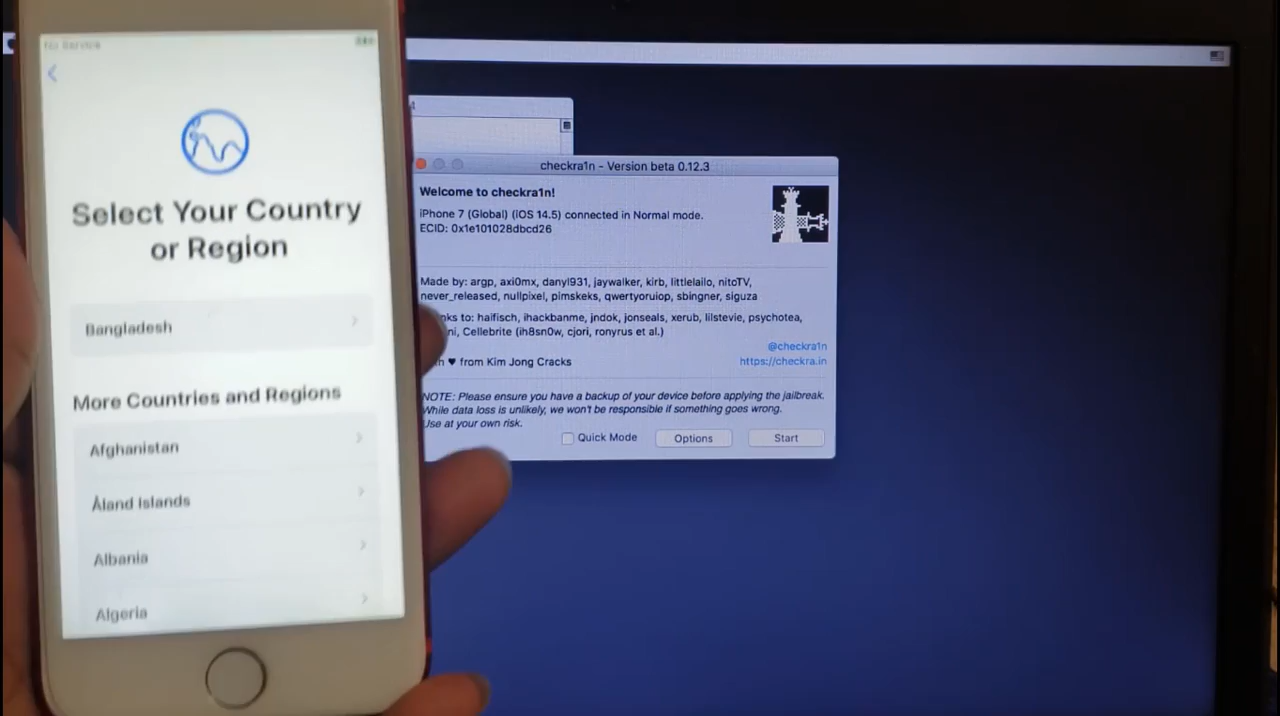 Select Your Country
or Region
Bangladesh
More Countries and Regions
Afghanistan
Åland Islands
Albania
Algeria
checkra1n - Version beta 0.12.3
Welcome to checkra1n!
iPhone 7 (Global) (iOS 14.5) connected in Normal mode.
ECID: 0x1e101028dbcd26
Made by: argp, axi0mx, danyl931, jaywalker, kirb, littlelailo, nitoTV,
never_released, nullpixel, pimskeks, qwertyoruiop, sbingner, siguza
to: haifisch, ihackbanme, jndok, jonseals, xerub, lilstevie, psychotea,
Cellebrite (ih8sn0w, cjori, ronyrus et al.)
@checkra1n
♥ from Kim Jong Cracks
https://checkra.in
NOTE: Please ensure you have a backup of your device before applying the jailbreak.
While data loss is unlikely, we won't be responsible if something goes wrong.
Use at your own risk.
Quick Mode
Options
Start